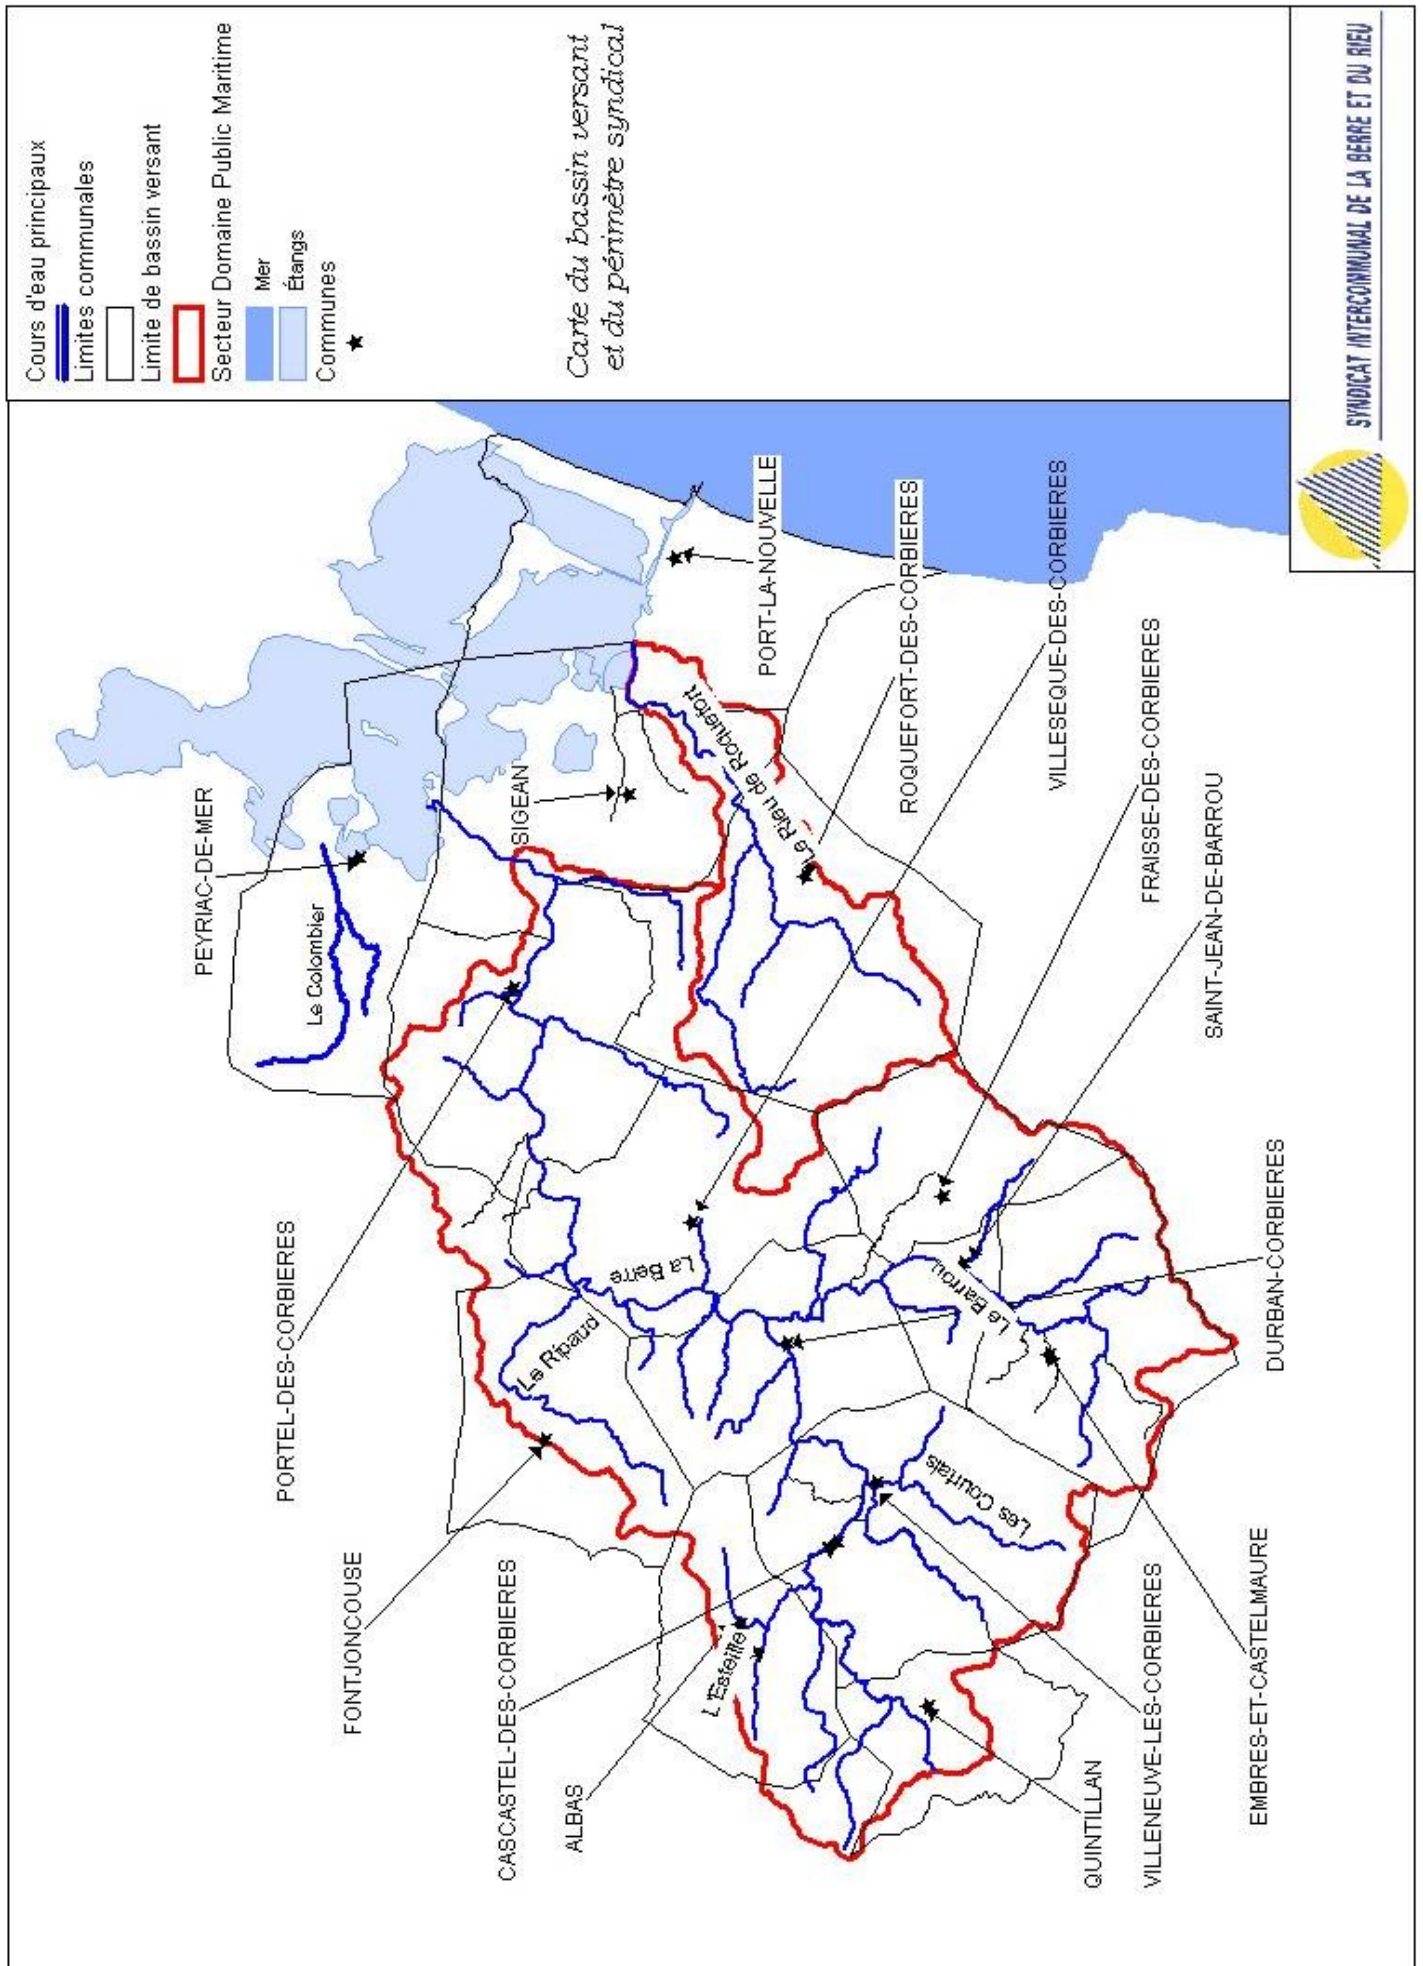 Cours d'eau principaux
Limites communales
Limite de bassin versant
Secteur Domaine Public Maritime
Mer
Étangs
Communes
Carte du bassin versant
et du périmètre syndical
SYNDICAT INTERCOMMUNAL DE LA BERRE ET DU RIEU
PEYRIAC-DE-MER
Le Colombier
SIGEAN
PORT-LA-NOUVELLE
Le Rieu de Roquefort
ROQUEFORT-DES-CORBIERES
VILLESEQUE-DES-CORBIERES
FRAISSE-DES-CORBIERES
SAINT-JEAN-DE-BARROU
PORTEL-DES-CORBIERES
La Berre
Le Ripaud
Le Barrou
DURBAN-CORBIERES
FONTJONCOUSE
Les Courtals
CASCASTEL-DES-CORBIERES
L'Esteille
ALBAS
QUINTILLAN
VILLENEUVE-LES-CORBIERES
EMBRES-ET-CASTELMAURE